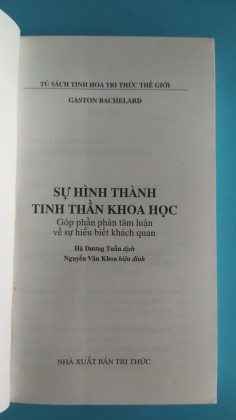 TỦ SÁCH TINH HOA TRI THỨC THẾ GIỚI
GASTON BACHELARD
SỰ HÌNH THÀNH
TINH THẦN KHOA HỌC
Góp phần phân tâm luận
về sự hiểu biết khách quan
Hà Dương Tuấn dịch
Nguyễn Văn Khoa hiệu đính
NHÀ XUẤT BẢN TRI THỨC